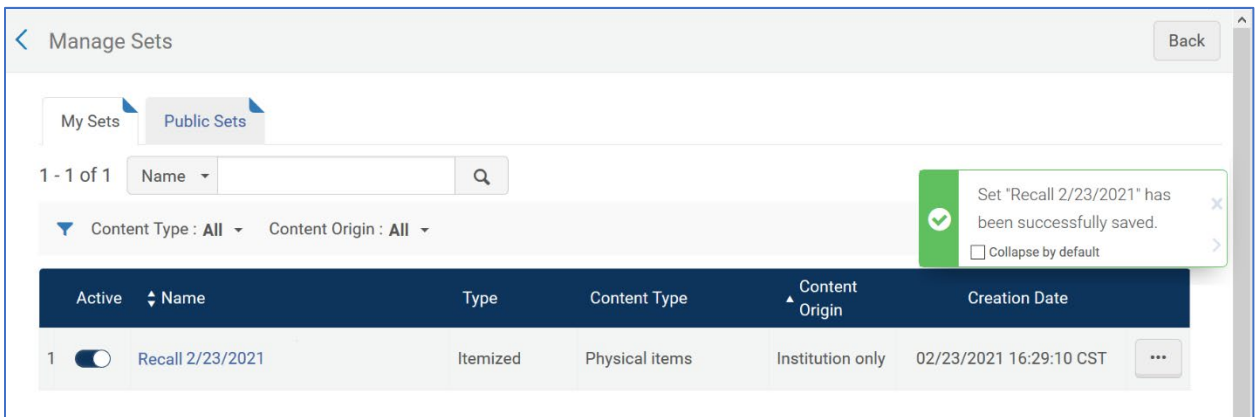 Manage Sets
Back
My Sets
Public Sets
1 - 1 of 1
Name
Set "Recall 2/23/2021" has
been successfully saved.
Collapse by default
Content Type : All
Content Origin : All
Active
Name
Type
Content Type
Content
Origin
Creation Date
1
Recall 2/23/2021
Itemized
Physical items
Institution only
02/23/2021 16:29:10 CST